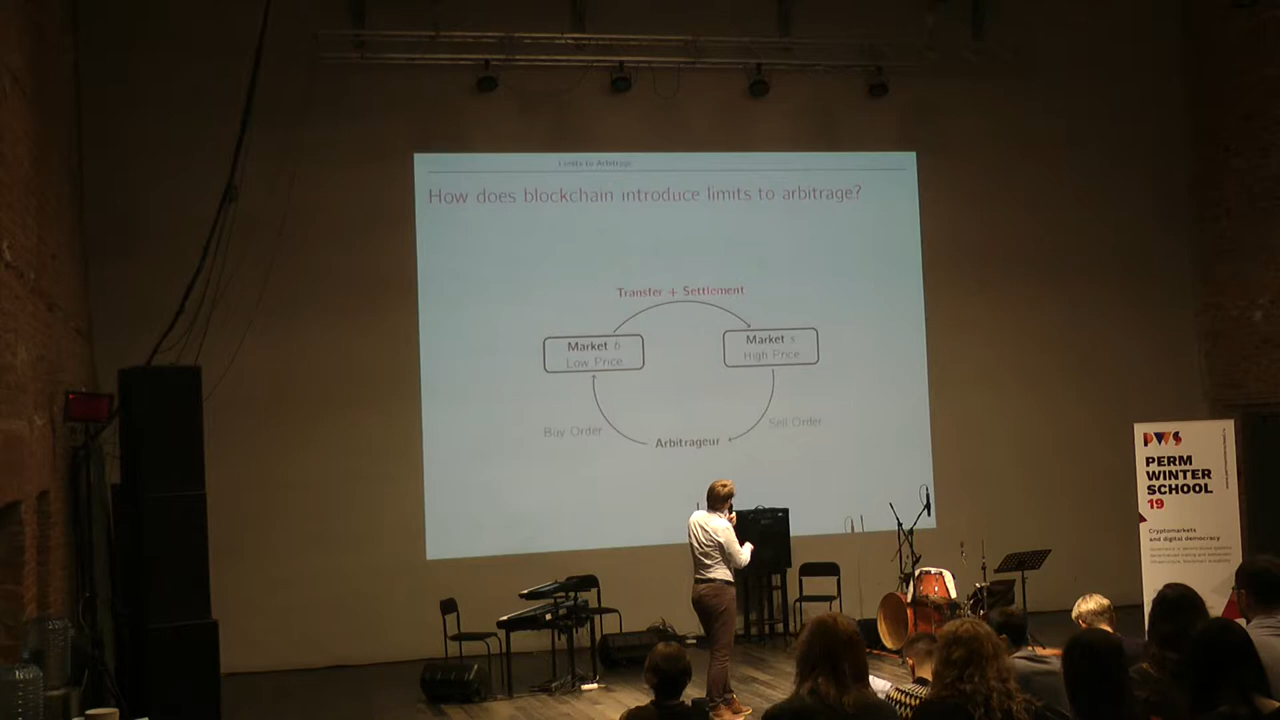 Limits to Arbitrage
How does blockchain introduce limits to arbitrage?
Transfer + Settlement
Market b
Low Price
Market s
High Price
Buy Order
Sell Order
Arbitrageur
PWS
PERM
WINTER
SCHOOL
19
Cryptomarkets
and digital democracy